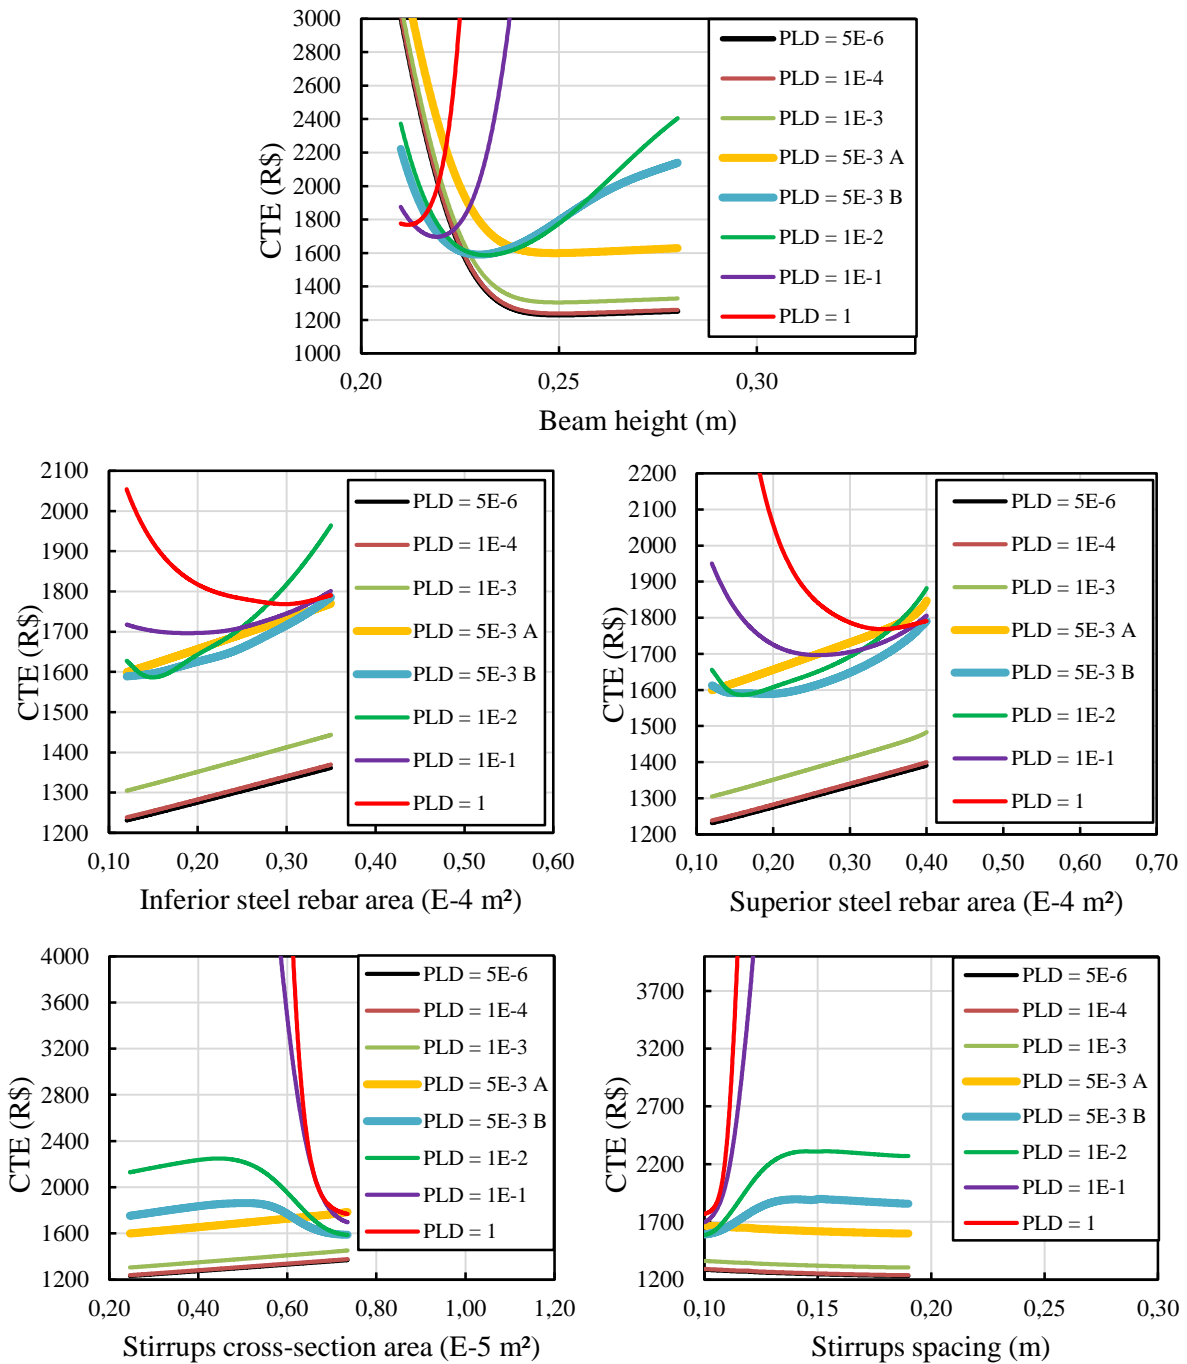 3000
2800
2600
2400
2200
2000
1800
1600
1400
1200
1000
CTE (R$)
0,20
0,25
0,30
Beam height (m)
PLD = 5E-6
PLD = 1E-4
PLD = 1E-3
PLD = 5E-3 A
PLD = 5E-3 B
PLD = 1E-2
PLD = 1E-1
PLD = 1
2100
2000
1900
1800
1700
1600
1500
1400
1300
1200
CTE (R$)
0,10
0,20
0,30
0,40
0,50
0,60
Inferior steel rebar area (E-4 m²)
PLD = 5E-6
PLD = 1E-4
PLD = 1E-3
PLD = 5E-3 A
PLD = 5E-3 B
PLD = 1E-2
PLD = 1E-1
PLD = 1
2200
2100
2000
1900
1800
1700
1600
1500
1400
1300
1200
CTE (R$)
0,10
0,20
0,30
0,40
0,50
0,60
0,70
Superior steel rebar area (E-4 m²)
PLD = 5E-6
PLD = 1E-4
PLD = 1E-3
PLD = 5E-3 A
PLD = 5E-3 B
PLD = 1E-2
PLD = 1E-1
PLD = 1
4000
3600
3200
2800
2400
2000
1600
1200
CTE (R$)
0,20
0,40
0,60
0,80
1,00
1,20
Stirrups cross-section area (E-5 m²)
PLD = 5E-6
PLD = 1E-4
PLD = 1E-3
PLD = 5E-3 A
PLD = 5E-3 B
PLD = 1E-2
PLD = 1E-1
PLD = 1
3700
3200
2700
2200
1700
1200
CTE (R$)
0,10
0,15
0,20
0,25
0,30
Stirrups spacing (m)
PLD = 5E-6
PLD = 1E-4
PLD = 1E-3
PLD = 5E-3 A
PLD = 5E-3 B
PLD = 1E-2
PLD = 1E-1
PLD = 1